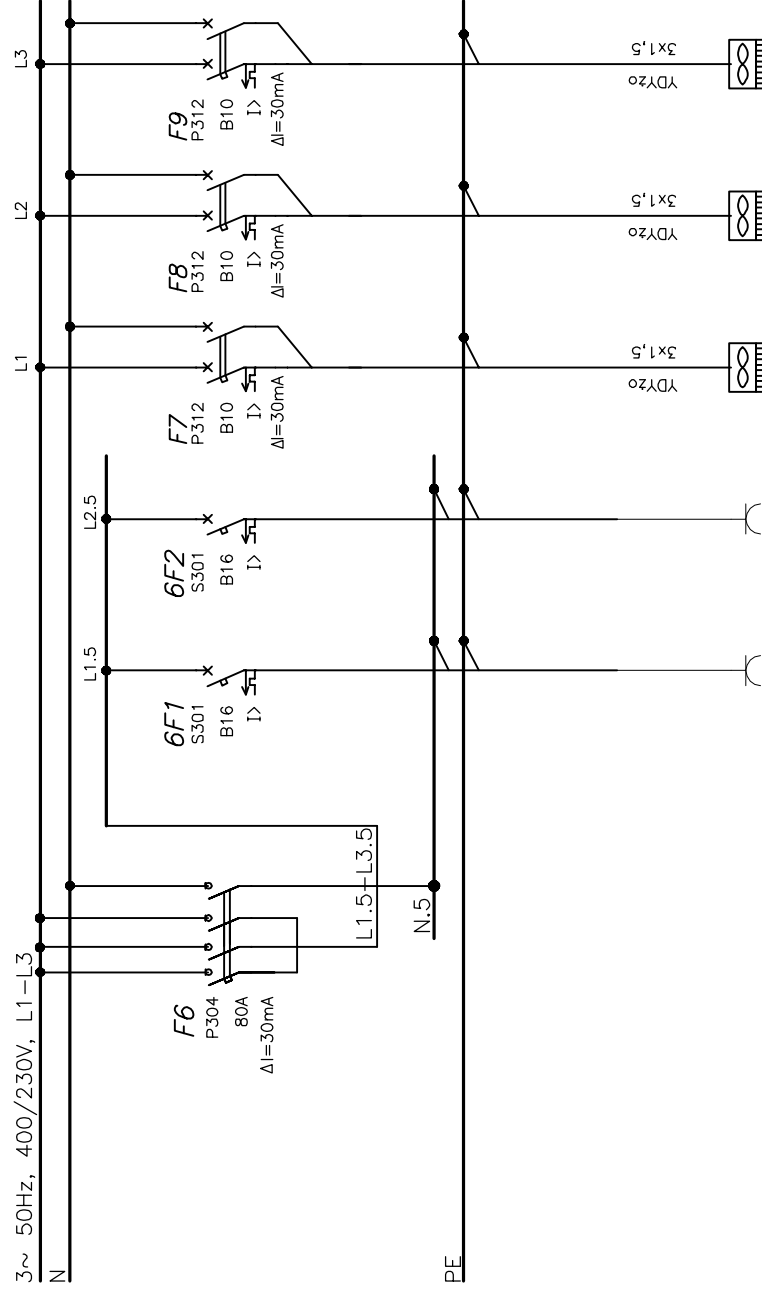 3~ 50Hz, 400/230V, L1-L3
N
PE
F6
P304
80A
ΔI=30mA
L1.5-L3.5
N.5
L1.5
6F1
S301
B16
I>
L2.5
6F2
S301
B16
I>
L1
F7
P312
B10
I>
ΔI=30mA
YDYżo
3x1,5
L2
F8
P312
B10
I>
ΔI=30mA
YDYżo
3x1,5
L3
F9
P312
B10
I>
ΔI=30mA
YDYżo
3x1,5